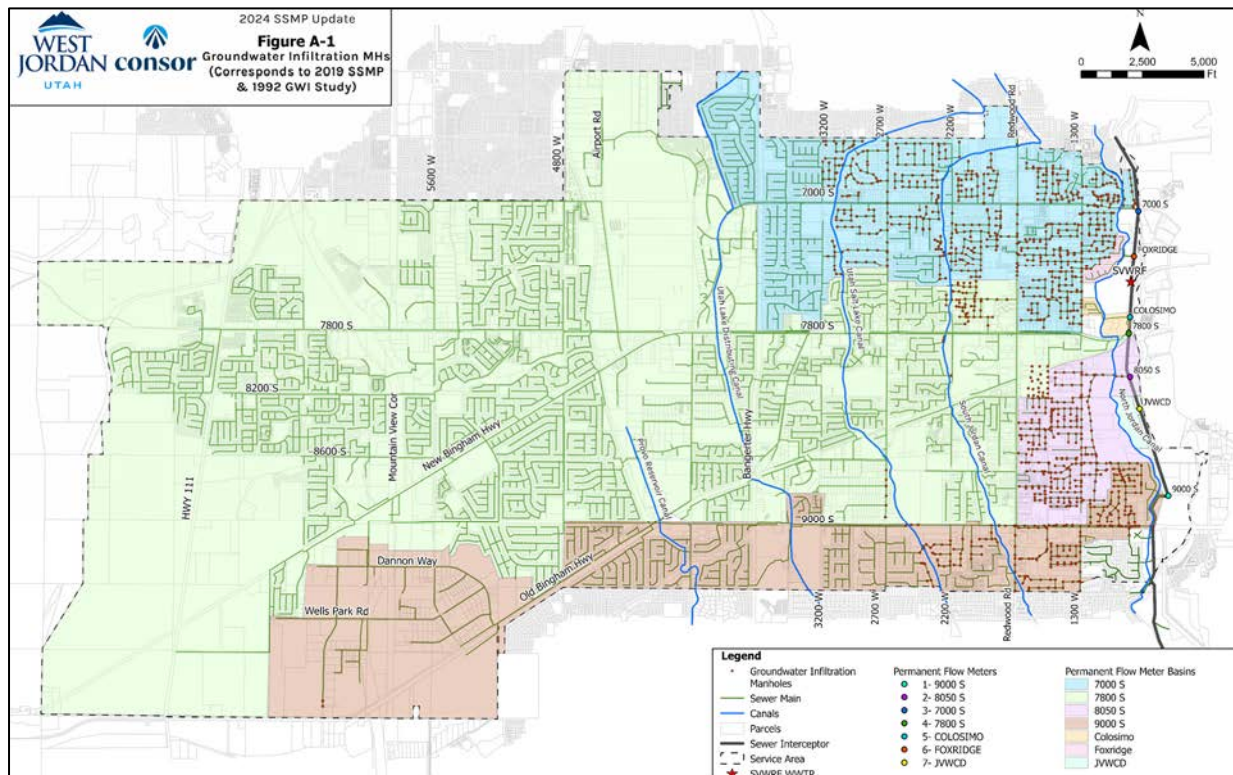 WEST
JORDAN
UTAH
consor
2024 SSMP Update
Figure A-1
Groundwater Infiltration MHs
(Corresponds to 2019 SSMP
& 1992 GWI Study)
N
0 2,500 5,000
Ft
4800 W
Airport Rd
5600 W
3200 W
2700 W
2200 W
Redwood Rd
1300 W
7000 S
7000 S
FOXRIDGE
SVWRF
COLOSIMO
7800 S
7800 S
7800 S
8050 S
JVWCD
8200 S
8600 S
Mountain View Cor
New Bingham Hwy
HWY 111
Utah Lake Distributing Canal
Utah Salt Lake Canal
South Jordan Canal
North Jordan Canal
Provo Reservoir Canal
Bangerter Hwy
9000 S
9000 S
Dannon Way
Old Bingham Hwy
Wells Park Rd
3200 W
2700 W
2200 W
Redwood Rd
1300 W
Legend
Groundwater Infiltration
Manholes
Sewer Main
Canals
Parcels
Sewer Interceptor
Service Area
SVWRF WWTP
Permanent Flow Meters
1- 9000 S
2- 8050 S
3- 7000 S
4- 7800 S
5- COLOSIMO
6- FOXRIDGE
7- JVWCD
Permanent Flow Meter Basins
7000 S
7800 S
8050 S
9000 S
Colosimo
Foxridge
JVWCD